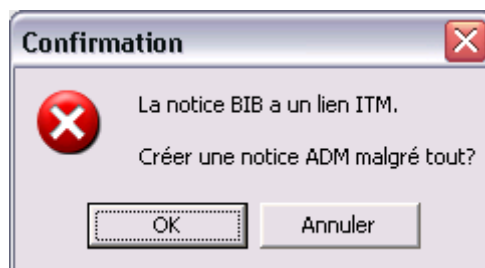 Confirmation
La notice BIB a un lien ITM.
Créer une notice ADM malgré tout?
OK
Annuler